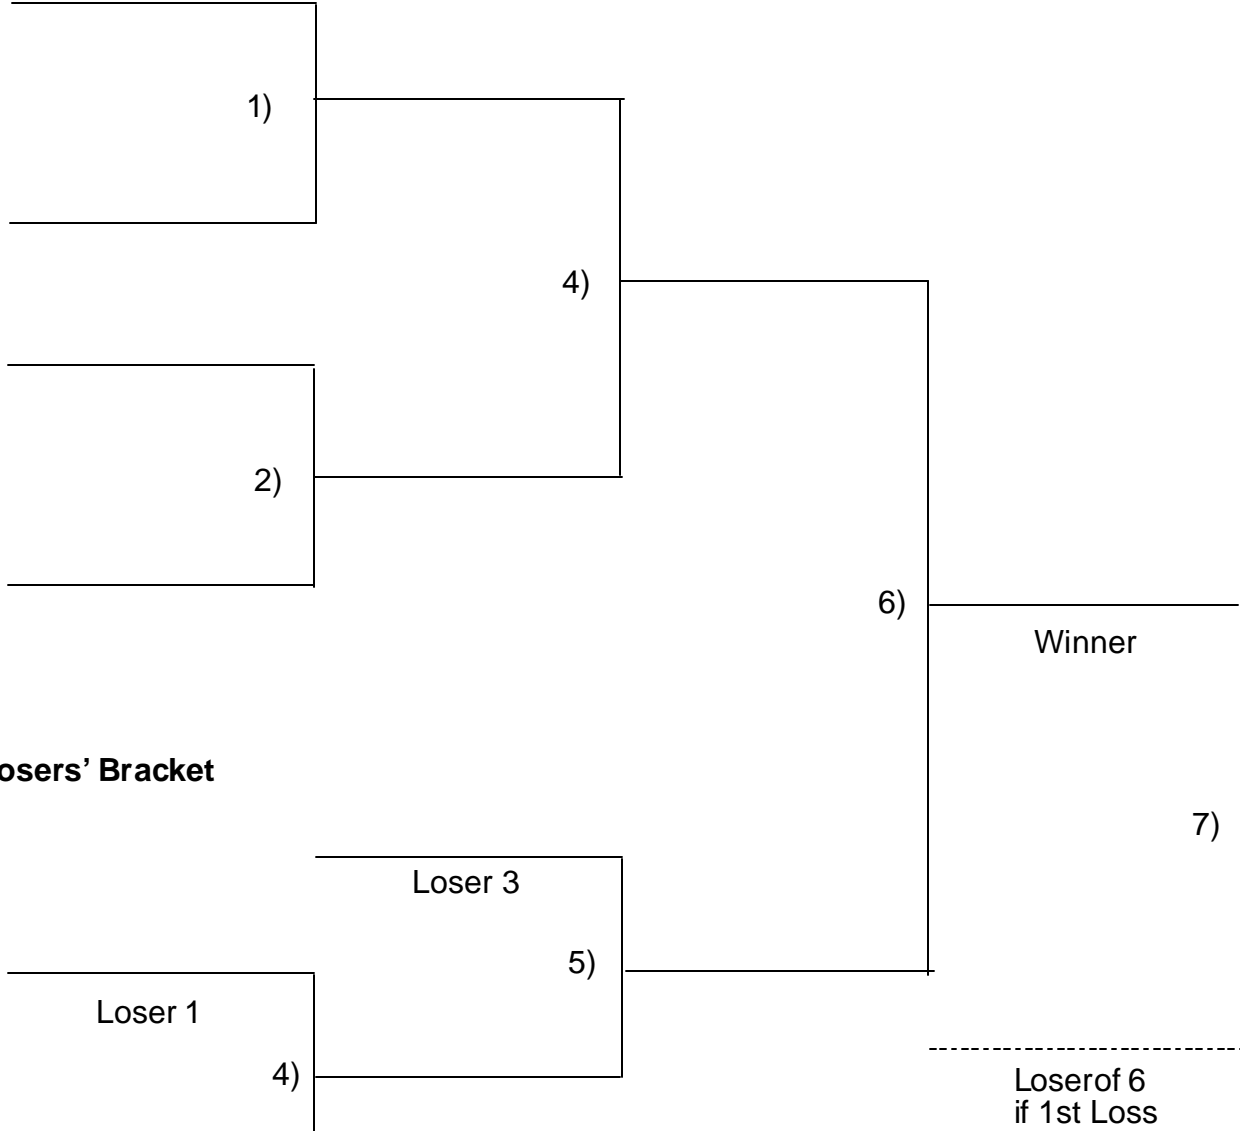 1)
4)
2)
6)
Winner
osers’ Bracket
7)
Loser 3
5)
Loser 1
4)
Loserof 6
if 1st Loss